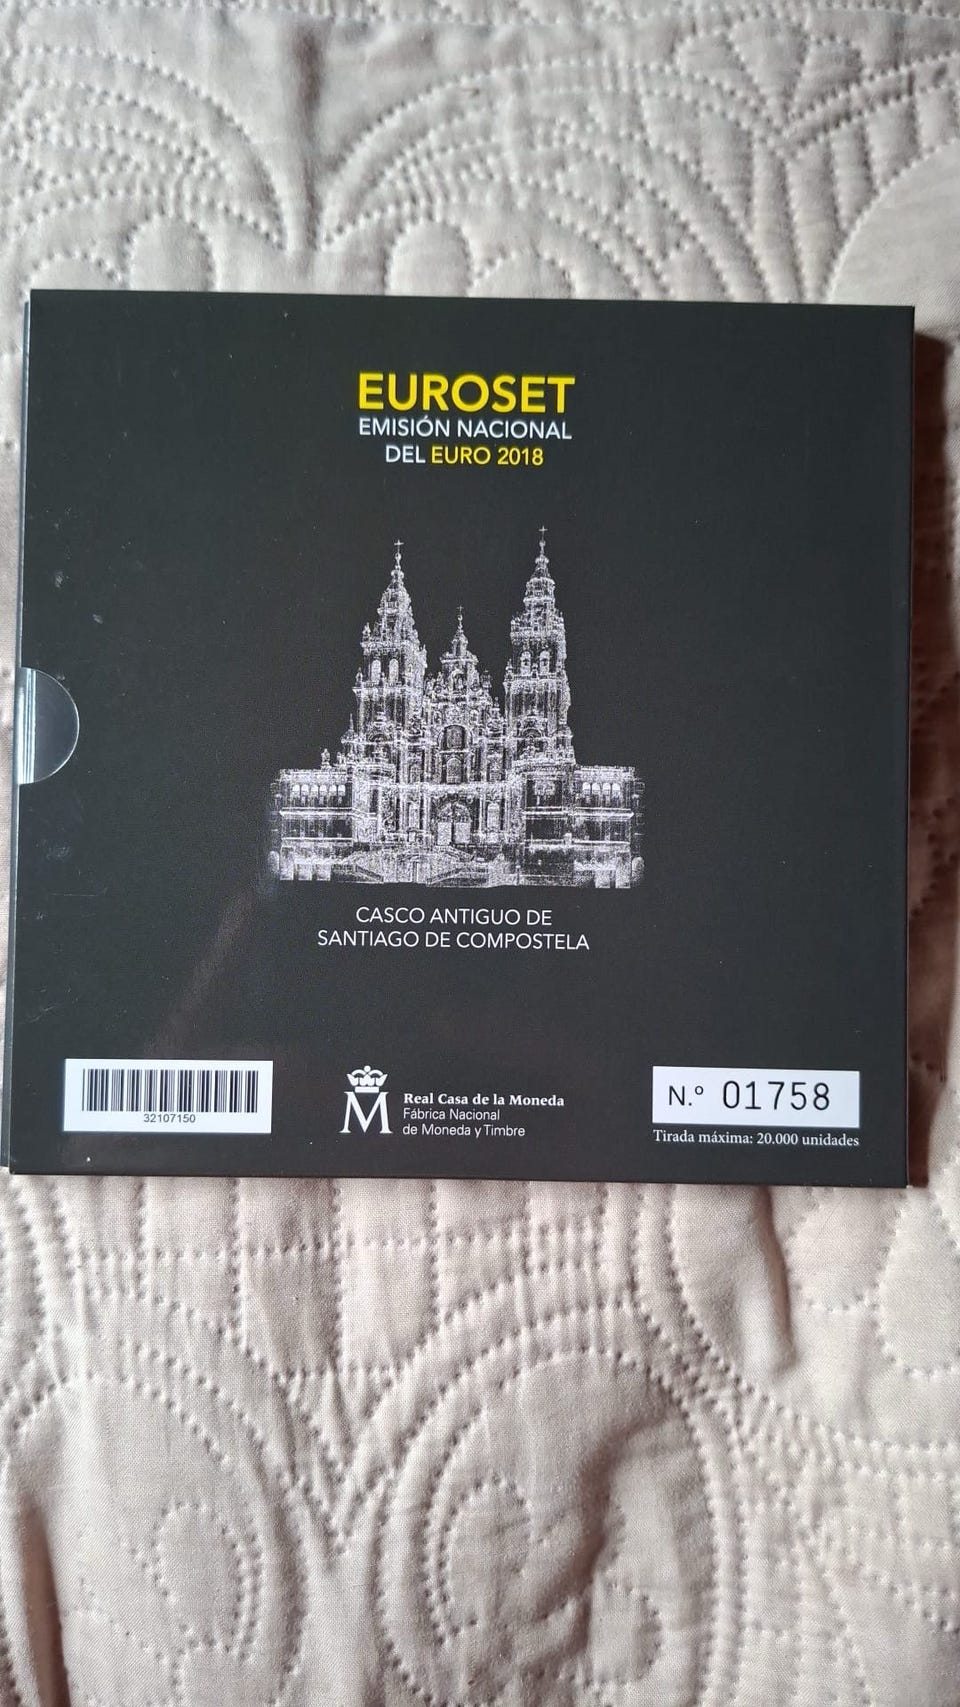 EUROSET
EMISIÓN NACIONAL
DEL EURO 2018
CASCO ANTIGUO DE
SANTIAGO DE COMPOSTELA
32107150
M
Real Casa de la Moneda
Fábrica Nacional
de Moneda y Timbre
N.º 01758
Tirada máxima: 20.000 unidades